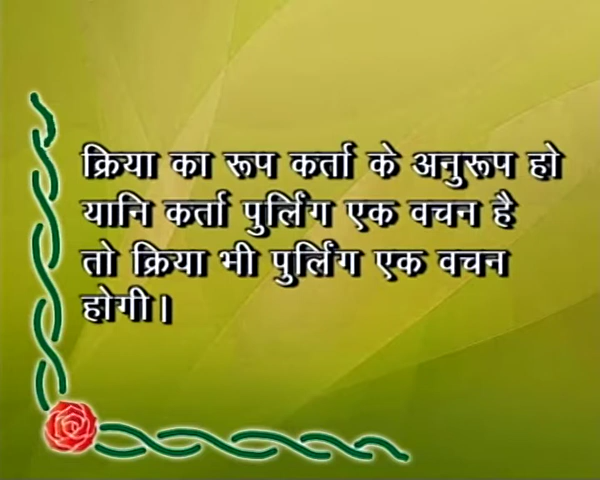 क्रिया का रूप कर्ता के अनुरूप हो
यानि कर्ता पुर्लिंग एक वचन है
तो क्रिया भी पुर्लिंग एक वचन
होगी।